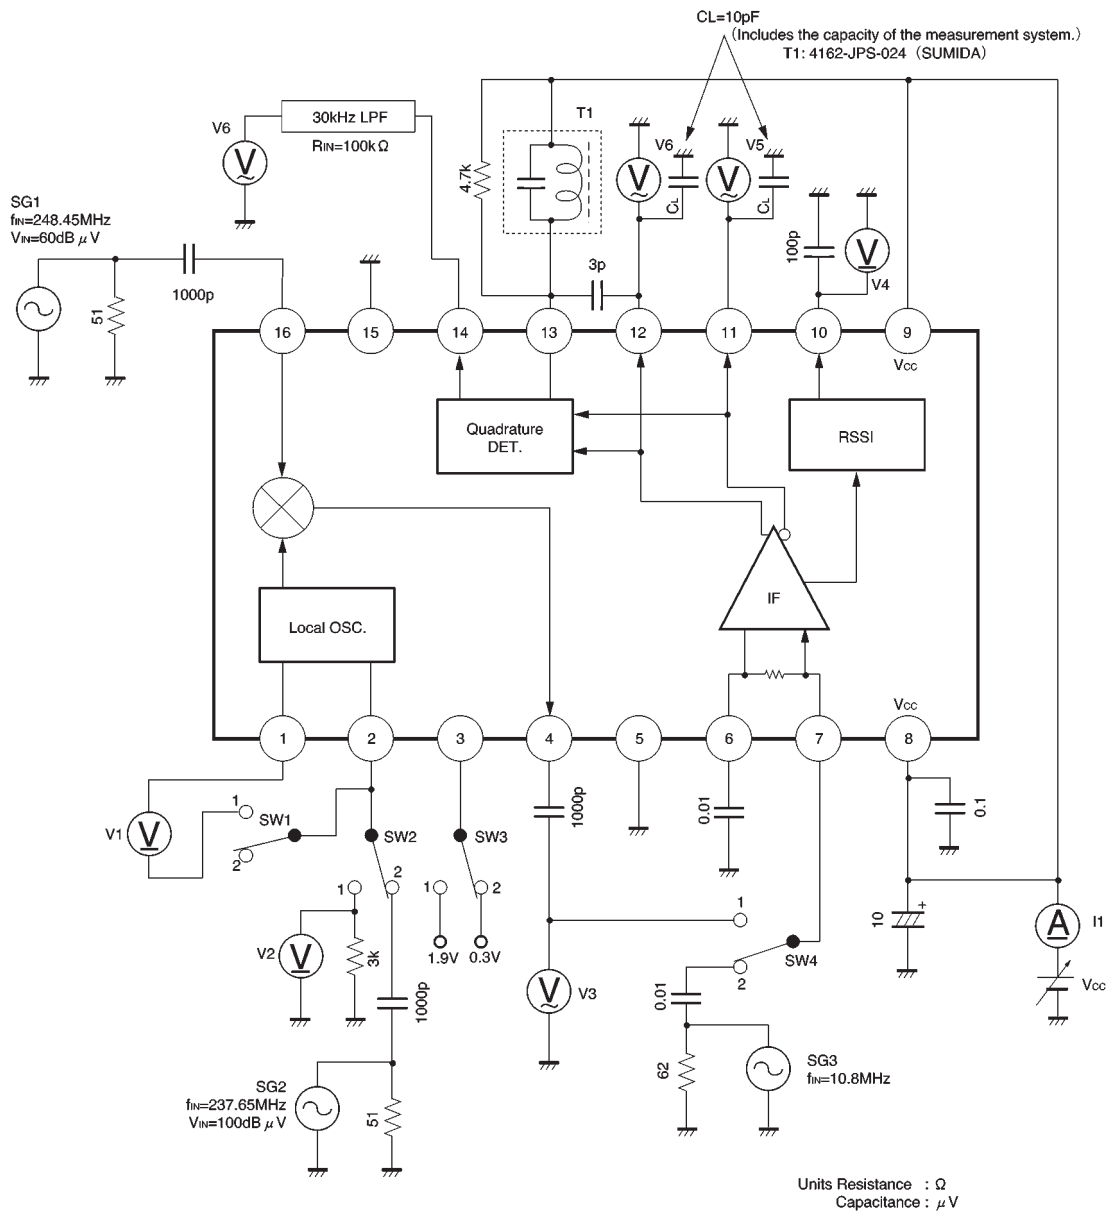 CL=10pF
(Includes the capacity of the measurement system.)
T1: 4162-JPS-024 (SUMIDA)
V6
30kHz LPF
RIN=100kΩ
T1
4.7k
V
V6
CL
V
V5
CL
V
100p
V
V4
SG1
fIN=248.45MHz
VIN=60dB μV
1000p
51
3p
16
15
14
13
12
11
10
9
VCC
Quadrature
DET.
RSSI
IF
Local OSC.
VCC
1
2
3
4
5
6
7
8
V1
V
1
SW1
2
SW2
1
2
SW3
1
2
1.9V
0.3V
V2
V
3k
1000p
1000p
V
V3
0.01
1
SW4
2
0.01
62
SG3
fIN=10.8MHz
0.1
10
+
A
I1
VCC
SG2
fIN=237.65MHz
VIN=100dB μV
51
Units Resistance : Ω
Capacitance : μV